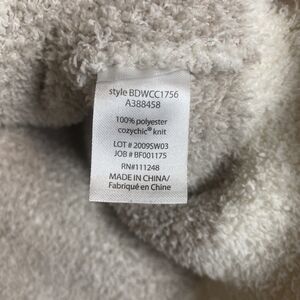 style BDWCC1756
A388458
100% polyester
cozychic® knit
LOT # 2009SW03
JOB # BF001175
RN#111248
MADE IN CHINA/
Fabriqué en Chine